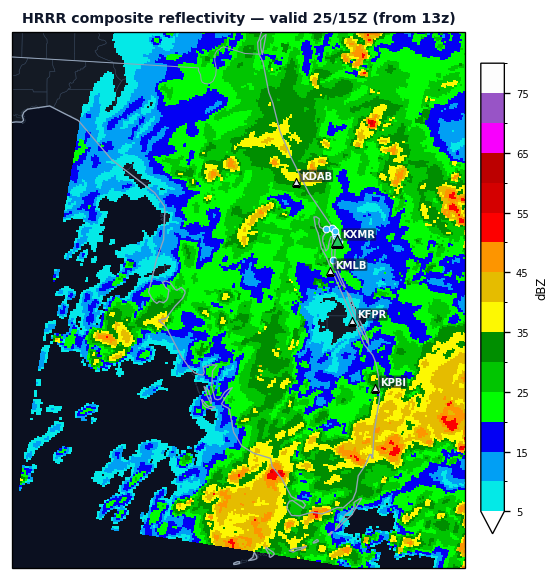 HRRR composite reflectivity — valid 25/15Z (from 13z)
75
65
55
45
35
25
15
5
dBZ
KDAB
KXMR
KMLB
KFPR
KPBI